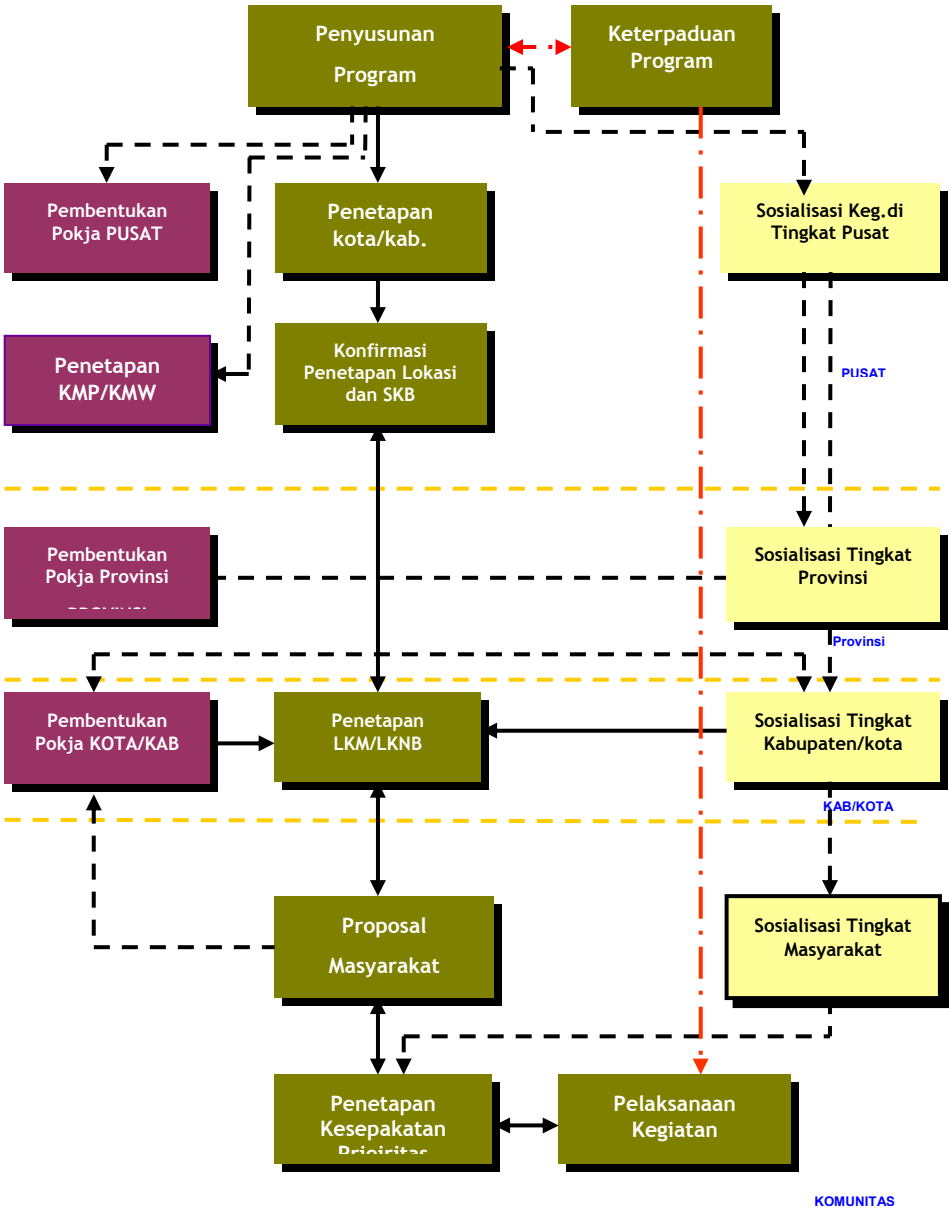 Penyusunan
Program
Keterpaduan
Program
Pembentukan
Pokja PUSAT
Penetapan
kota/kab.
Sosialisasi Keg.di
Tingkat Pusat
Penetapan
KMP/KMW
Konfirmasi
Penetapan Lokasi
dan SKB
PUSAT
Pembentukan
Pokja Provinsi
Sosialisasi Tingkat
Provinsi
Provinsi
Pembentukan
Pokja KOTA/KAB
Penetapan
LKM/LKNB
Sosialisasi Tingkat
Kabupaten/kota
KAB/KOTA
Proposal
Masyarakat
Sosialisasi Tingkat
Masyarakat
Penetapan
Kesepakatan
Prioiritas
Pelaksanaan
Kegiatan
KOMUNITAS